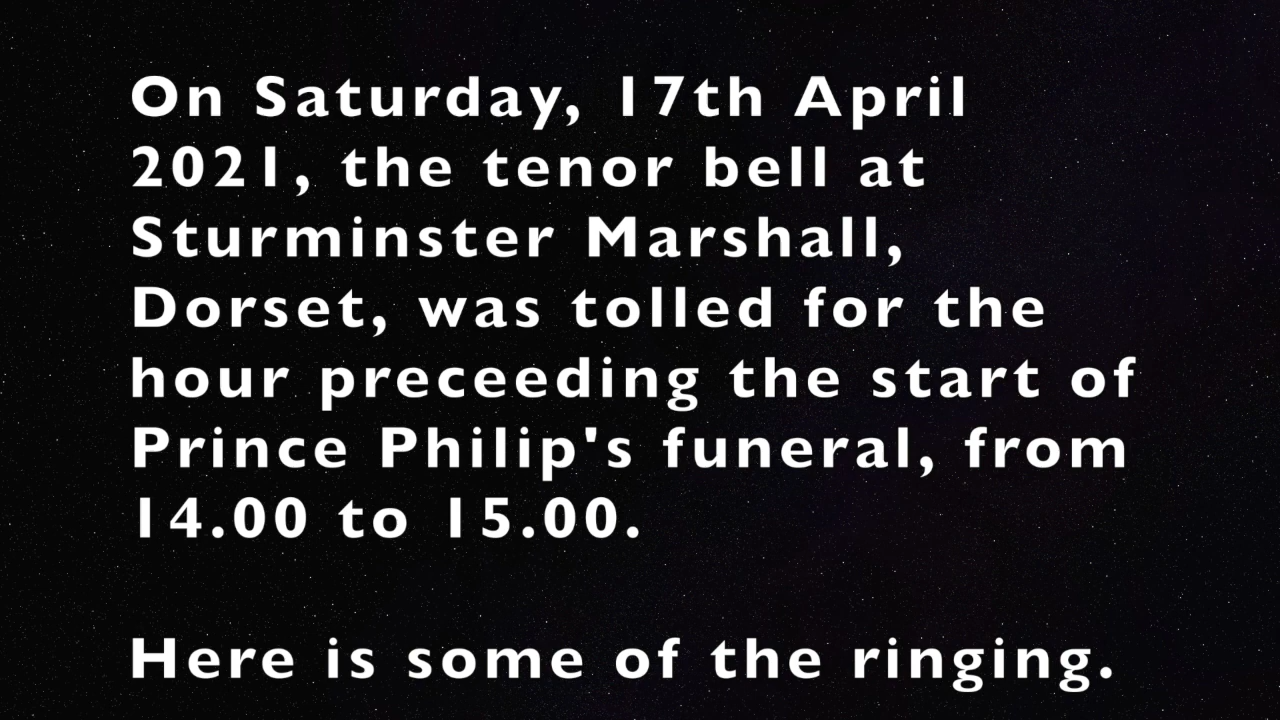 On Saturday, 17th April
2021, the tenor bell at
Sturminster Marshall,
Dorset, was tolled for the
hour preceeding the start of
Prince Philip's funeral, from
14.00 to 15.00.
Here is some of the ringing.